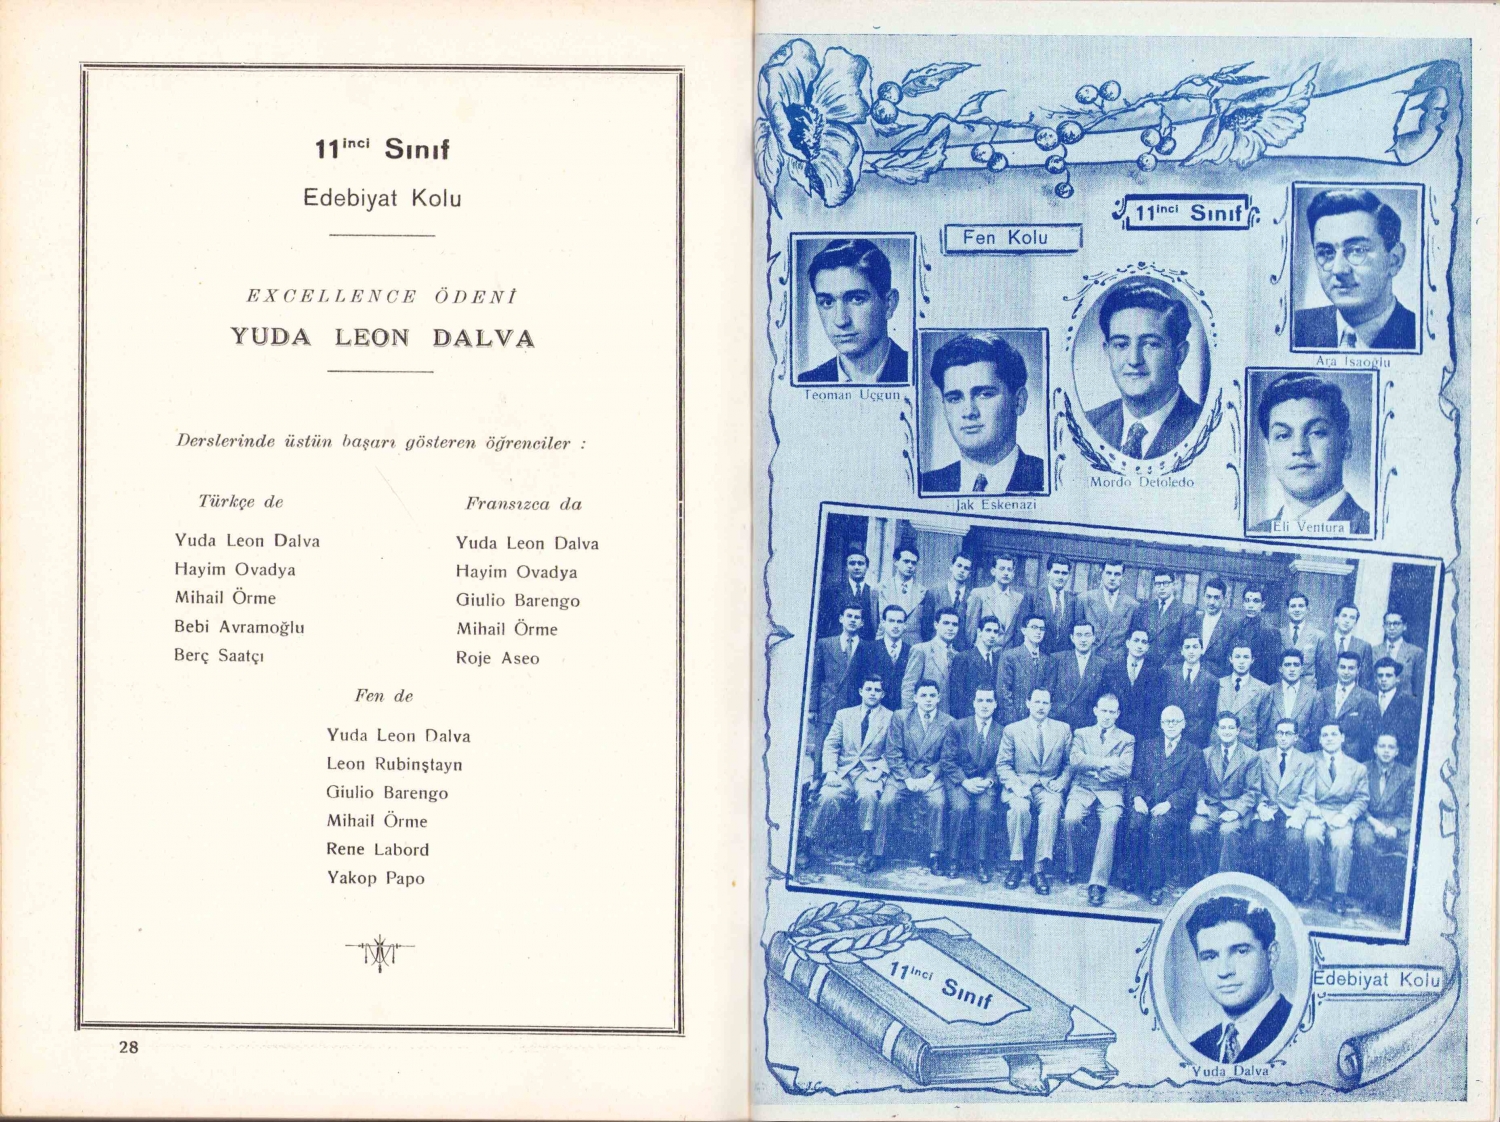 11inci Sınıf
Edebiyat Kolu
EXCELLENCE ÖDENİ
YUDA LEON DALVA
Derslerinde üstün başarı gösteren öğrenciler :
Türkçe de
Yuda Leon Dalva
Hayim Ovadya
Mihail Örme
Bebi Avramoğlu
Berç Saatçı
Fransızca da
Yuda Leon Dalva
Hayim Ovadya
Giulio Barengo
Mihail Örme
Roje Aseo
Fen de
Yuda Leon Dalva
Leon Rubinştayn
Giulio Barengo
Mihail Örme
Rene Labord
Yakop Papo
28
11inci Sınıf
Fen Kolu
Ara Isaoğlu
Teoman Uçgun
Mordo Detoledo
Jak Eskenazi
Eli Ventura
11inci Sınıf
Edebiyat Kolu
Yuda Dalva
J.C